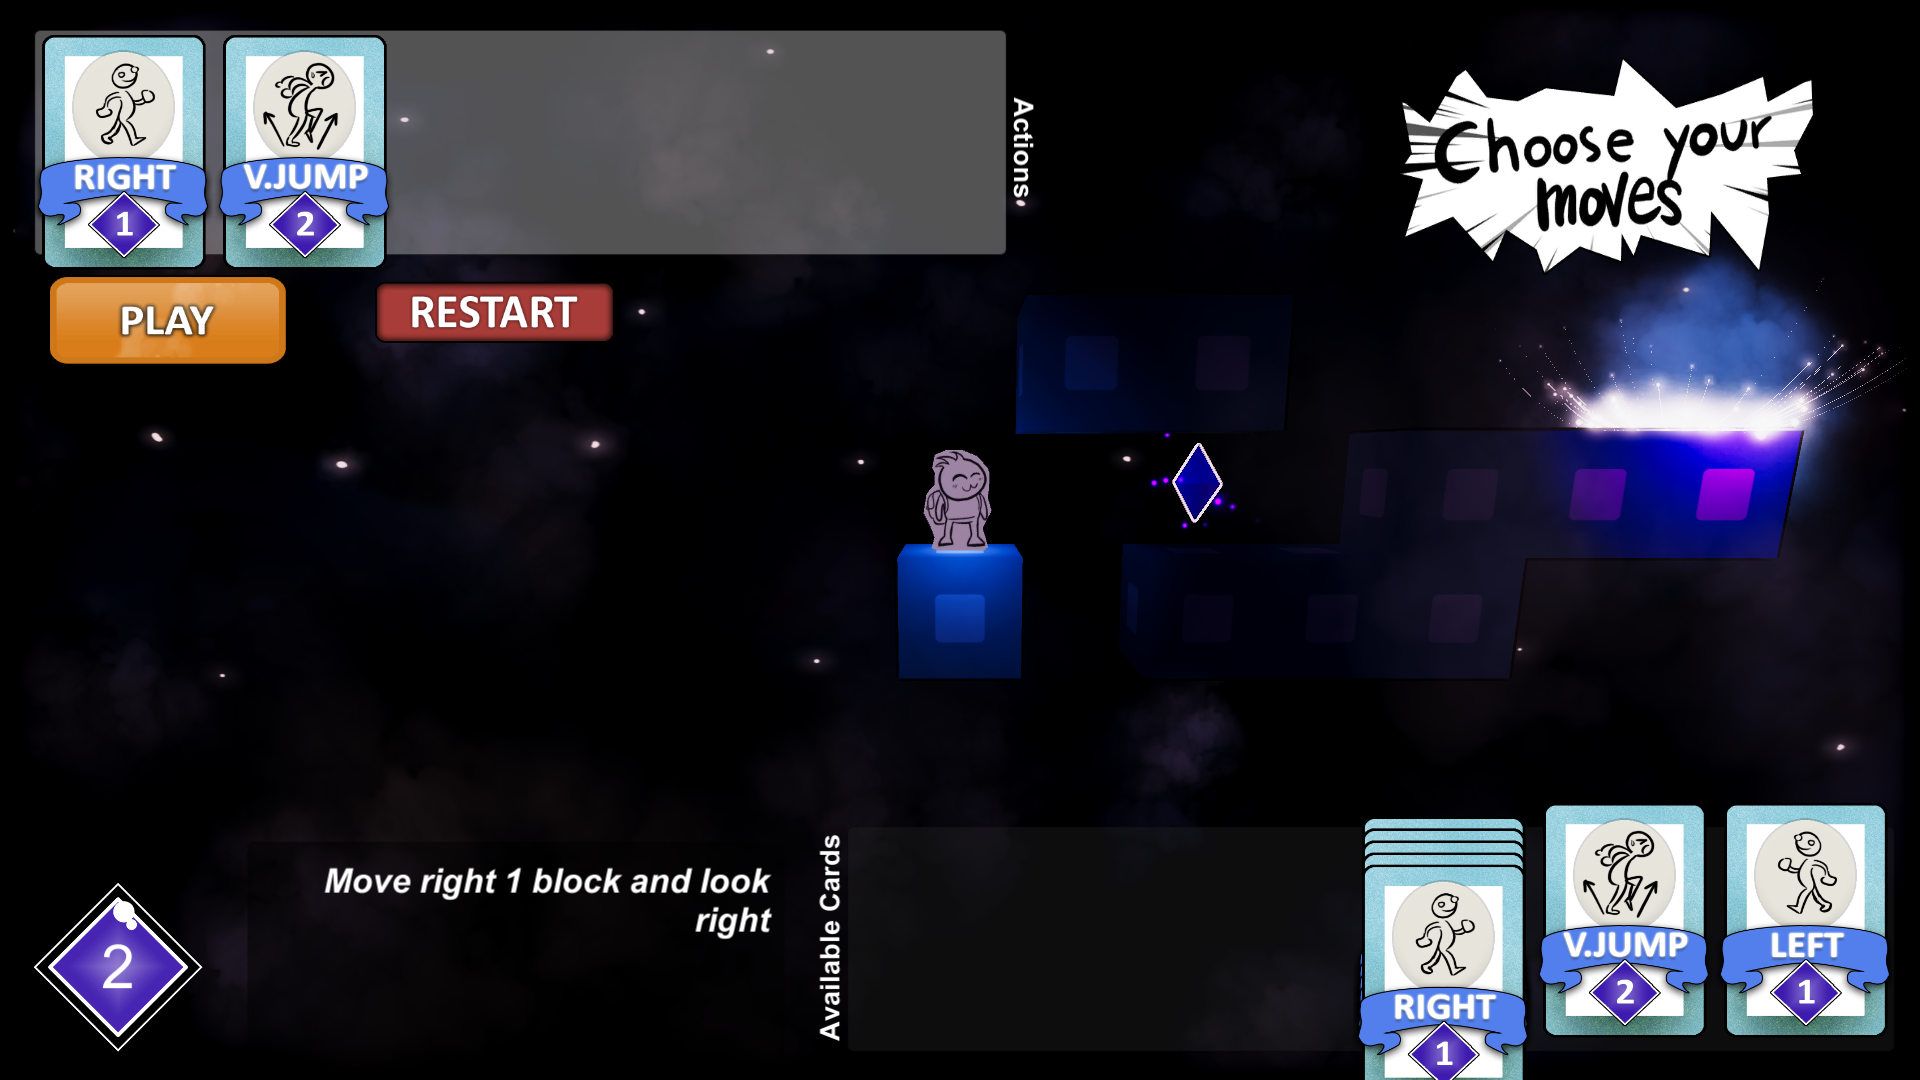 RIGHT
1
V.JUMP
2
Actions
Choose your
moves
PLAY
RESTART
2
Move right 1 block and look
right
Available Cards
RIGHT
1
V.JUMP
2
LEFT
1